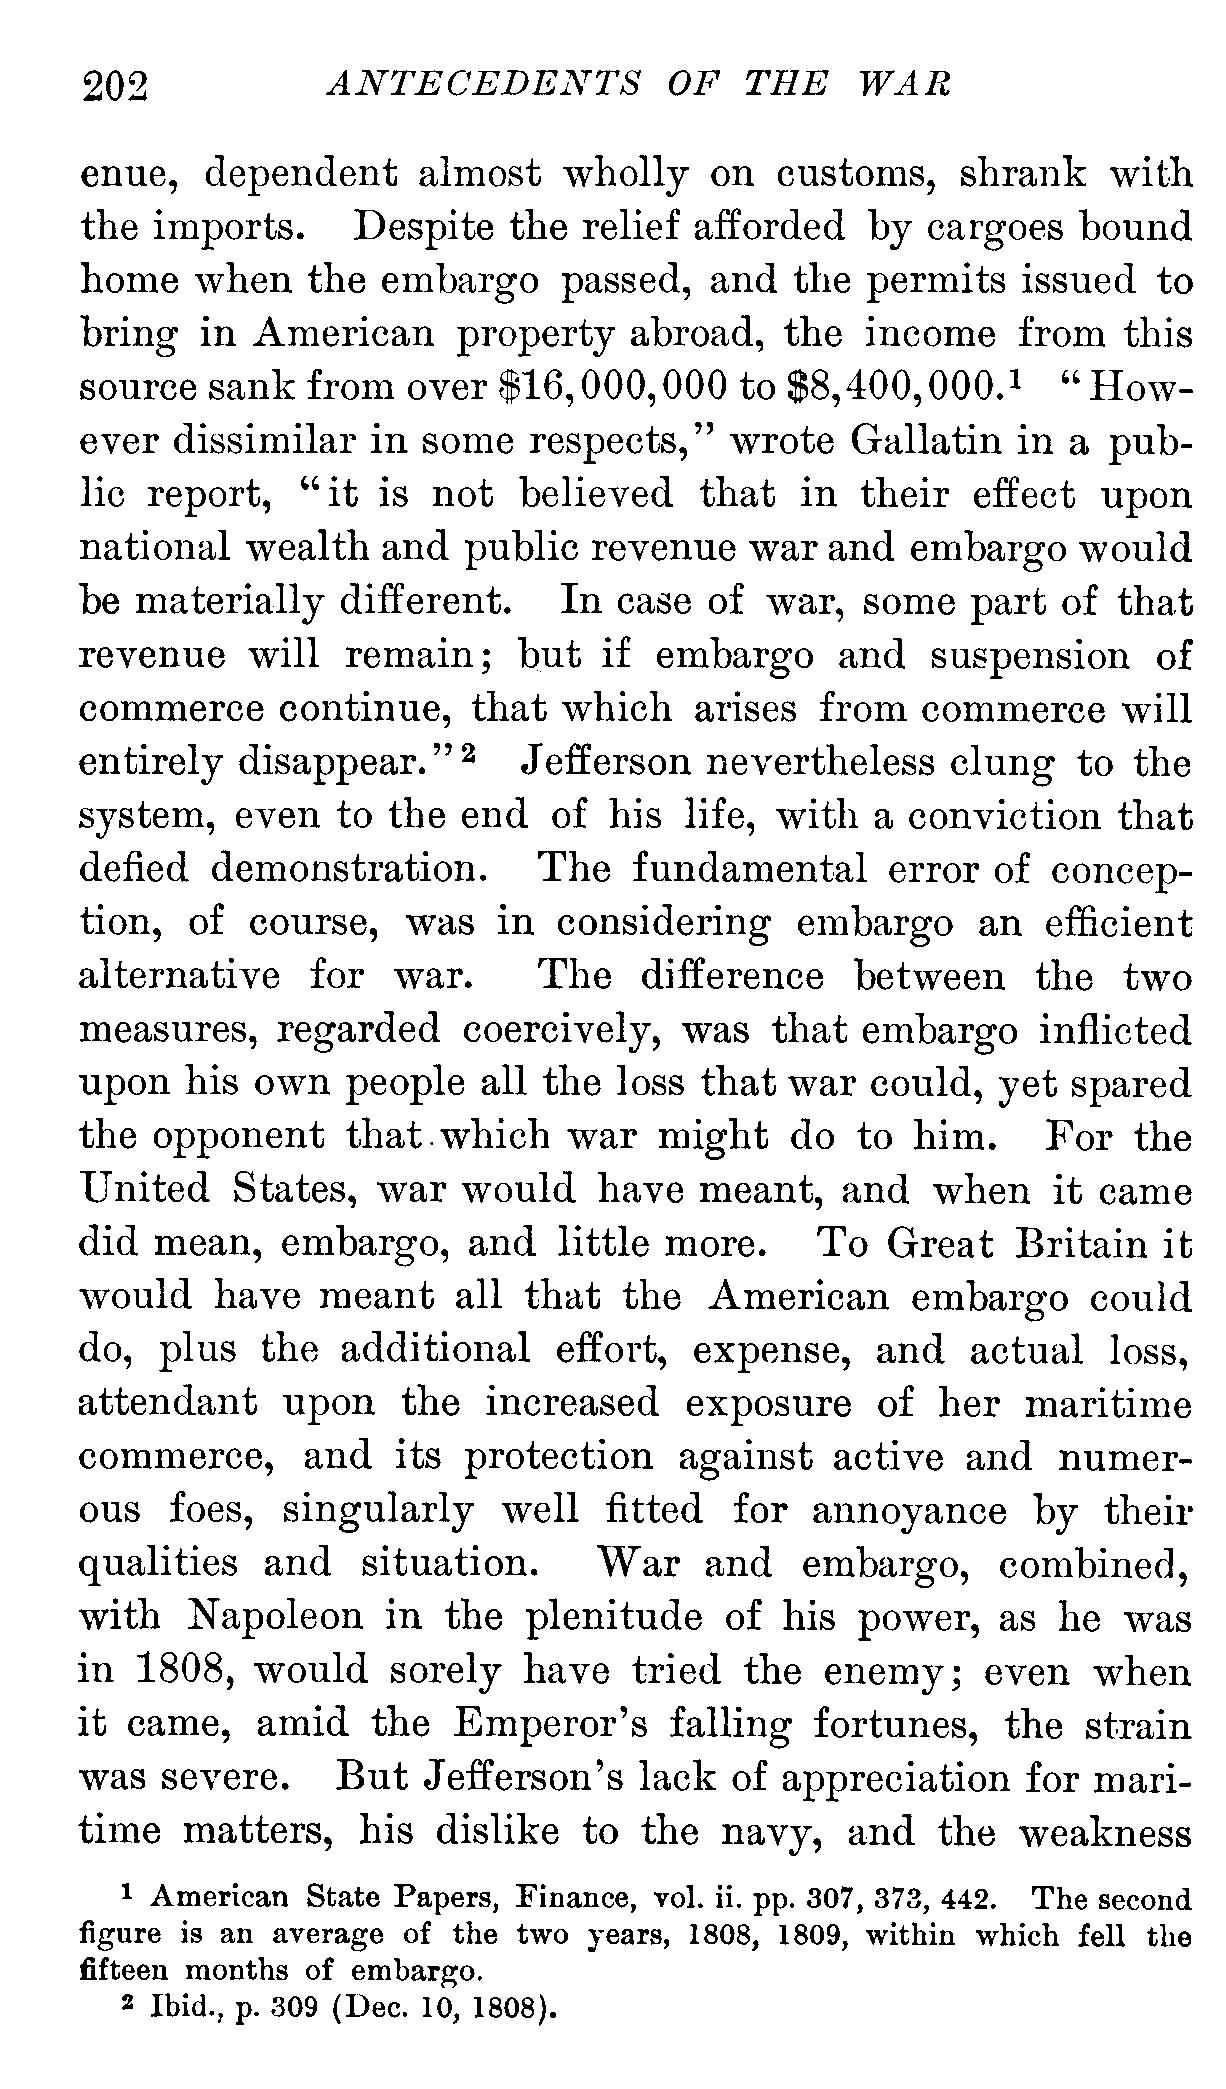 202 ANTECEDENTS OF THE WAR
enue, dependent almost wholly on customs, shrank with
the imports. Despite the relief afforded by cargoes bound
home when the embargo passed, and the permits issued to
bring in American property abroad, the income from this
source sank from over $16,000,000 to $8,400,000.¹ “How-
ever dissimilar in some respects,” wrote Gallatin in a pub-
lic report, “it is not believed that in their effect upon
national wealth and public revenue war and embargo would
be materially different. In case of war, some part of that
revenue will remain; but if embargo and suspension of
commerce continue, that which arises from commerce will
entirely disappear.”² Jefferson nevertheless clung to the
system, even to the end of his life, with a conviction that
defied demonstration. The fundamental error of concep-
tion, of course, was in considering embargo an efficient
alternative for war. The difference between the two
measures, regarded coercively, was that embargo inflicted
upon his own people all the loss that war could, yet spared
the opponent that which war might do to him. For the
United States, war would have meant, and when it came
did mean, embargo, and little more. To Great Britain it
would have meant all that the American embargo could
do, plus the additional effort, expense, and actual loss,
attendant upon the increased exposure of her maritime
commerce, and its protection against active and numer-
ous foes, singularly well fitted for annoyance by their
qualities and situation. War and embargo, combined,
with Napoleon in the plenitude of his power, as he was
in 1808, would sorely have tried the enemy; even when
it came, amid the Emperor’s falling fortunes, the strain
was severe. But Jefferson’s lack of appreciation for mari-
time matters, his dislike to the navy, and the weakness
¹ American State Papers, Finance, vol. ii. pp. 307, 373, 442. The second
figure is an average of the two years, 1808, 1809, within which fell the
fifteen months of embargo.
² Ibid., p. 309 (Dec. 10, 1808).